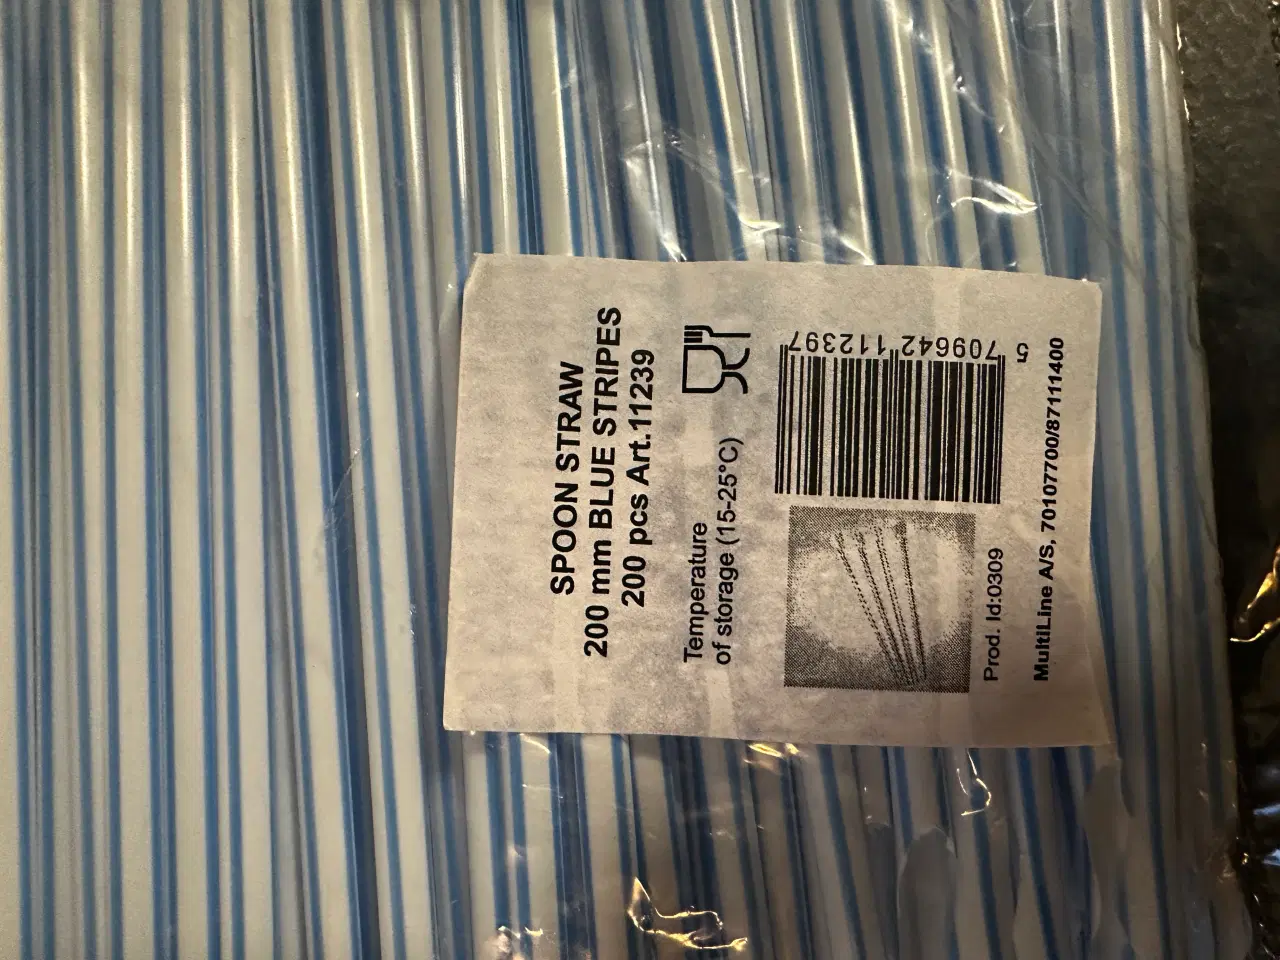 SPOON STRAW
200 mm BLUE STRIPES
200 pcs Art.11239
Temperature
of storage (15-25°C)
5 709642 112397
Prod. Id:0309
MultiLine A/S, 70107700/87111400